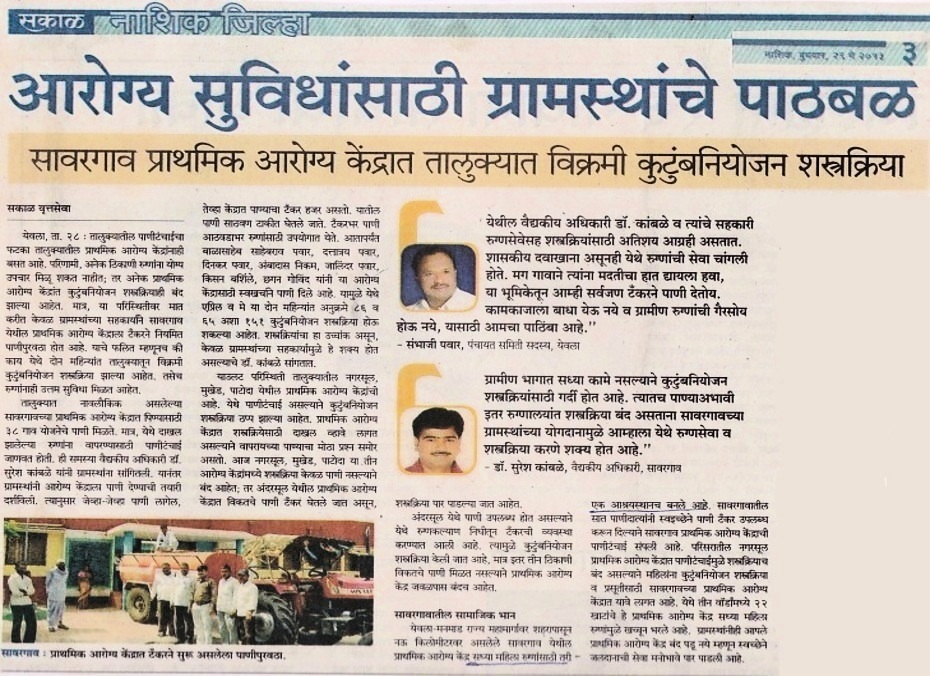 सकाळ नाशिक जिल्हा
नाशिक, बुधवार, २९ मे २०१३ ३
आरोग्य सुविधांसाठी ग्रामस्थांचे पाठबळ
सावरगाव प्राथमिक आरोग्य केंद्रात तालुक्यात विक्रमी कुटुंबनियोजन शस्त्रक्रिया
सकाळ वृत्तसेवा
येवला, ता. २८ : तालुक्यातील पाणीटंचाईचा
फटका तालुक्यातील प्राथमिक आरोग्य केंद्रांनाही
बसत आहे. परिणामी, अनेक ठिकाणी रुग्णांना योग्य
उपचार मिळू शकत नाहीत; तर अनेक प्राथमिक
आरोग्य केंद्रांत कुटुंबनियोजन शस्त्रक्रियाही बंद
झाल्या आहेत. मात्र, या परिस्थितीवर मात
करीत केवळ ग्रामस्थांच्या सहकार्याने सावरगाव
येथील प्राथमिक आरोग्य केंद्राला टँकरने नियमित
पाणीपुरवठा होत आहे. याचे फलित म्हणूनच की
काय येथे दोन महिन्यांत तालुक्यातून विक्रमी
कुटुंबनियोजन शस्त्रक्रिया झाल्या आहेत. तसेच
रुग्णांनाही उत्तम सुविधा मिळत आहेत.
तालुक्यात नावलौकिक असलेल्या
सावरगावच्या प्राथमिक आरोग्य केंद्रात पिण्यासाठी
३८ गाव योजनेचे पाणी मिळते. मात्र, येथे दाखल
झालेल्या रुग्णांना वापरण्यासाठी पाणीटंचाई
जाणवत होती. ही समस्या वैद्यकीय अधिकारी डॉ.
सुरेश कांबळे यांनी ग्रामस्थांना सांगितली. यानंतर
ग्रामस्थांनी आरोग्य केंद्राला पाणी देण्याची तयारी
दर्शविली. त्यानुसार जेव्हा-जेव्हा पाणी लागेल,
तेव्हा केंद्रात पाण्याचा टँकर हजर असतो. यातील
पाणी साठवण टाकीत घेतले जाते. टँकरभर पाणी
आठवडाभर रुग्णांसाठी उपयोगात येते. आतापर्यंत
बाळासाहेब साहेबराव पवार, दत्तात्रय पवार,
दिनकर पवार, अंबादास निकम, जालिंदर पवार,
किसन बर्शिले, छगन गोविंद यांनी या आरोग्य
केंद्रासाठी स्वखर्चाने पाणी दिले आहे. यामुळे येथे
एप्रिल व मे या दोन महिन्यांत अनुक्रमे ८६ व
६५ अशा १५१ कुटुंबनियोजन शस्त्रक्रिया होऊ
शकल्या आहेत. शस्त्रक्रियांचा हा उच्चांक असून,
केवळ ग्रामस्थांच्या सहकार्यामुळे हे शक्य होत
असल्याचे डॉ. कांबळे सांगतात.
याउलट परिस्थिती तालुक्यातील नगरसूल,
मुखेड, पाटोदा येथील प्राथमिक आरोग्य केंद्रांची
आहे. येथे पाणीटंचाई असल्याने कुटुंबनियोजन
शस्त्रक्रिया ठप्प झाल्या आहेत. प्राथमिक आरोग्य
केंद्रात शस्त्रक्रियेसाठी दाखल व्हावे लागत
असल्याने वापरायच्या पाण्याचा मोठा प्रश्न समोर
असतो. आज नगरसूल, मुखेड, पाटोदा या तीन
आरोग्य केंद्रांमध्ये शस्त्रक्रिया केवळ पाणी नसल्याने
बंद आहेत; तर अंदरसूल येथील प्राथमिक आरोग्य
केंद्रात विकतचे पाणी टँकर घेतले जात असून,
येथील वैद्यकीय अधिकारी डॉ. कांबळे व त्यांचे सहकारी
रुग्णसेवेसह शस्त्रक्रियांसाठी अतिशय आग्रही असतात.
शासकीय दवाखाना असूनही येथे रुग्णांची सेवा चांगली
होते. मग गावाने त्यांना मदतीचा हात द्यायला हवा,
या भूमिकेतून आम्ही सर्वजण टँकरने पाणी देतोय.
कामकाजाला बाधा येऊ नये व ग्रामीण रुग्णांची गैरसोय
होऊ नये, यासाठी आमचा पाठिंबा आहे.’’
- संभाजी पवार, पंचायत समिती सदस्य, येवला
ग्रामीण भागात सध्या कामे नसल्याने कुटुंबनियोजन
शस्त्रक्रियांसाठी गर्दी होत आहे. त्यातच पाण्याअभावी
इतर रुग्णालयांत शस्त्रक्रिया बंद असताना सावरगावच्या
ग्रामस्थांच्या योगदानामुळे आम्हाला येथे रुग्णसेवा व
शस्त्रक्रिया करणे शक्य होत आहे.’’
- डॉ. सुरेश कांबळे, वैद्यकीय अधिकारी, सावरगाव
शस्त्रक्रिया पार पाडल्या जात आहेत.
अंदरसूल येथे पाणी उपलब्ध होत असल्याने
येथे रुग्णकल्याण निधीतून टँकरची व्यवस्था
करण्यात आली आहे. त्यामुळे कुटुंबनियोजन
शस्त्रक्रिया केली जात आहे, मात्र इतर तीन ठिकाणी
विकतचे पाणी मिळत नसल्याने प्राथमिक आरोग्य
केंद्र जवळपास बंदच आहेत.
सावरगावातील सामाजिक भान
येवला-मनमाड राज्य महामार्गावर शहरापासून
नऊ किलोमीटरवर असलेले सावरगाव येथील
प्राथमिक आरोग्य केंद्र सध्या महिला रुग्णांसाठी तरी
एक आश्रयस्थानच बनले आहे. सावरगावातील
सात पाणीदात्यांनी स्वइच्छेने पाणी टँकर उपलब्ध
करून दिल्याने सावरगाव प्राथमिक आरोग्य केंद्राची
पाणीटंचाई संपली आहे. परिसरातील नगरसूल
प्राथमिक आरोग्य केंद्रात पाणीटंचाईमुळे शस्त्रक्रियाच
बंद असल्याने महिलांना कुटुंबनियोजन शस्त्रक्रिया
व प्रसूतीसाठी सावरगावच्या प्राथमिक आरोग्य
केंद्रात यावे लागत आहे. येथे तीन वॉर्डांमध्ये २२
खाटांचे हे प्राथमिक आरोग्य केंद्र सध्या महिला
रुग्णांमुळे खच्चून भरले आहे. ग्रामस्थांनीही आपले
प्राथमिक आरोग्य केंद्र बंद पडू नये म्हणून स्वच्छेने
जलदानाची सेवा मनोभावे पार पाडली आहे.
सावरगाव : प्राथमिक आरोग्य केंद्रात टँकरने सुरू असलेला पाणीपुरवठा.